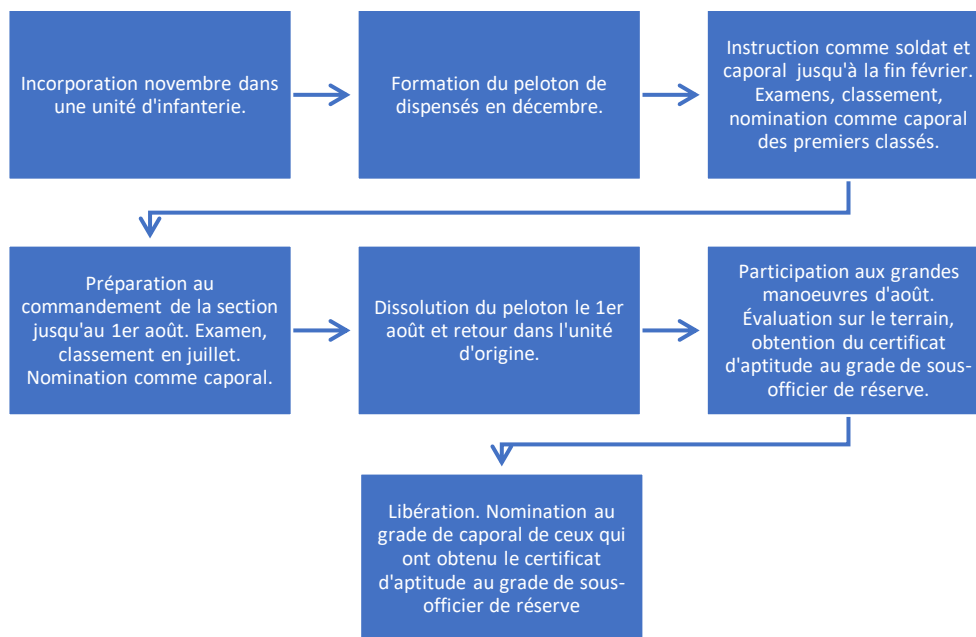 Incorporation novembre dans
une unité d'infanterie.
Formation du peloton de
dispensés en décembre.
Instruction comme soldat et
caporal jusqu'à la fin février.
Examens, classement,
nomination comme caporal
des premiers classés.
Préparation au
commandement de la section
jusqu'au 1er août. Examen,
classement en juillet.
Nomination comme caporal.
Dissolution du peloton le 1er
août et retour dans l'unité
d'origine.
Participation aux grandes
manoeuvres d'août.
Évaluation sur le terrain,
obtention du certificat
d'aptitude au grade de sous-
officier de réserve.
Libération. Nomination au
grade de caporal de ceux qui
ont obtenu le certificat
d'aptitude au grade de sous-
officier de réserve